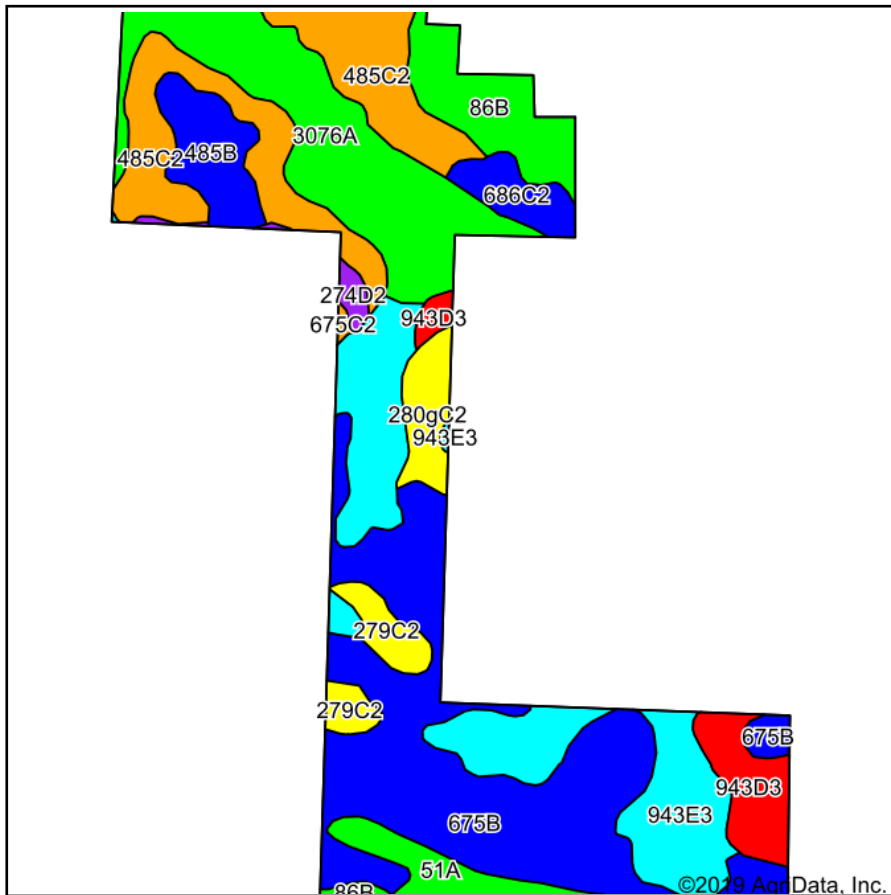 485C2
86B
3076A
485C2
485B
686C2
274D2
943D3
675C2
280gC2
943E3
279C2
279C2
675B
943D3
943E3
675B
51A
86B
©2019 AgriData, Inc.